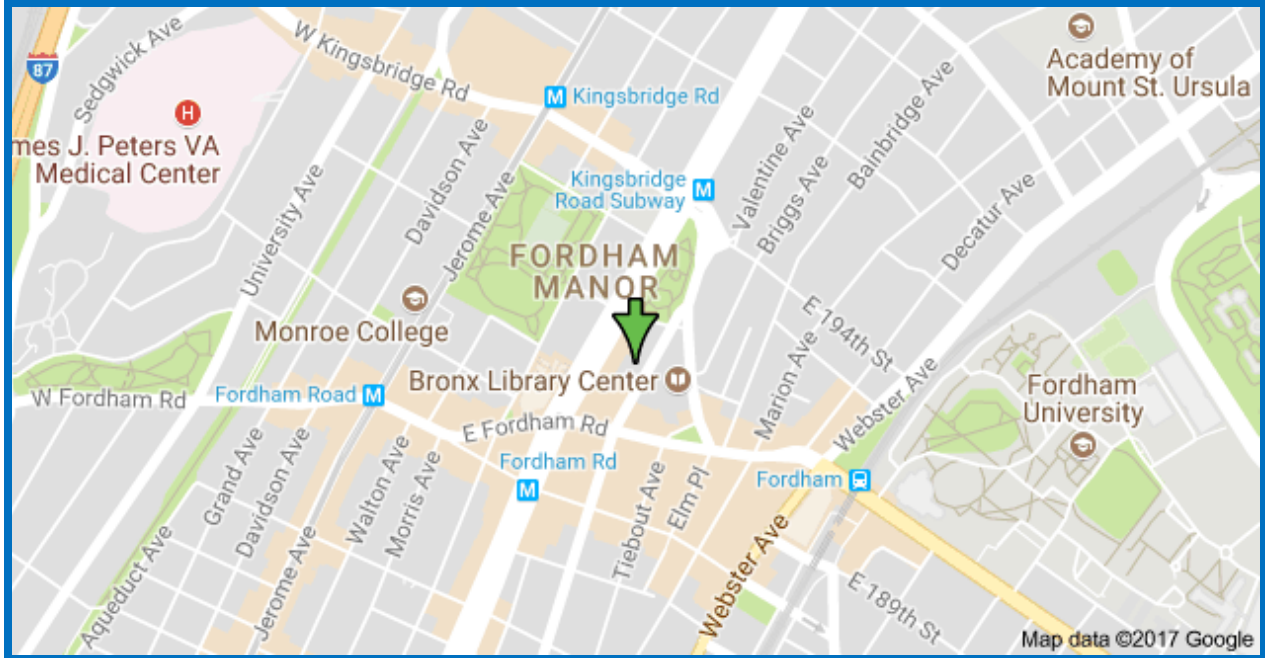 87
Sedgwick Ave
W Kingsbridge Rd
Academy of
Mount St. Ursula
H
mes J. Peters VA
Medical Center
M Kingsbridge Rd
Kingsbridge
Road Subway
M
Davidson Ave
Jerome Ave
University Ave
Valentine Ave
Briggs Ave
Bainbridge Ave
Decatur Ave
FORDHAM
MANOR
E 194th St
Monroe College
Bronx Library Center
W Fordham Rd
Fordham Road M
E Fordham Rd
Marion Ave
Webster Ave
Fordham
University
Fordham Rd
M
Fordham
Grand Ave
Davidson Ave
Walton Ave
Morris Ave
Tiebout Ave
Elm Pl
Aqueduct Ave
Jerome Ave
Webster Ave
E 189th St
Map data ©2017 Google